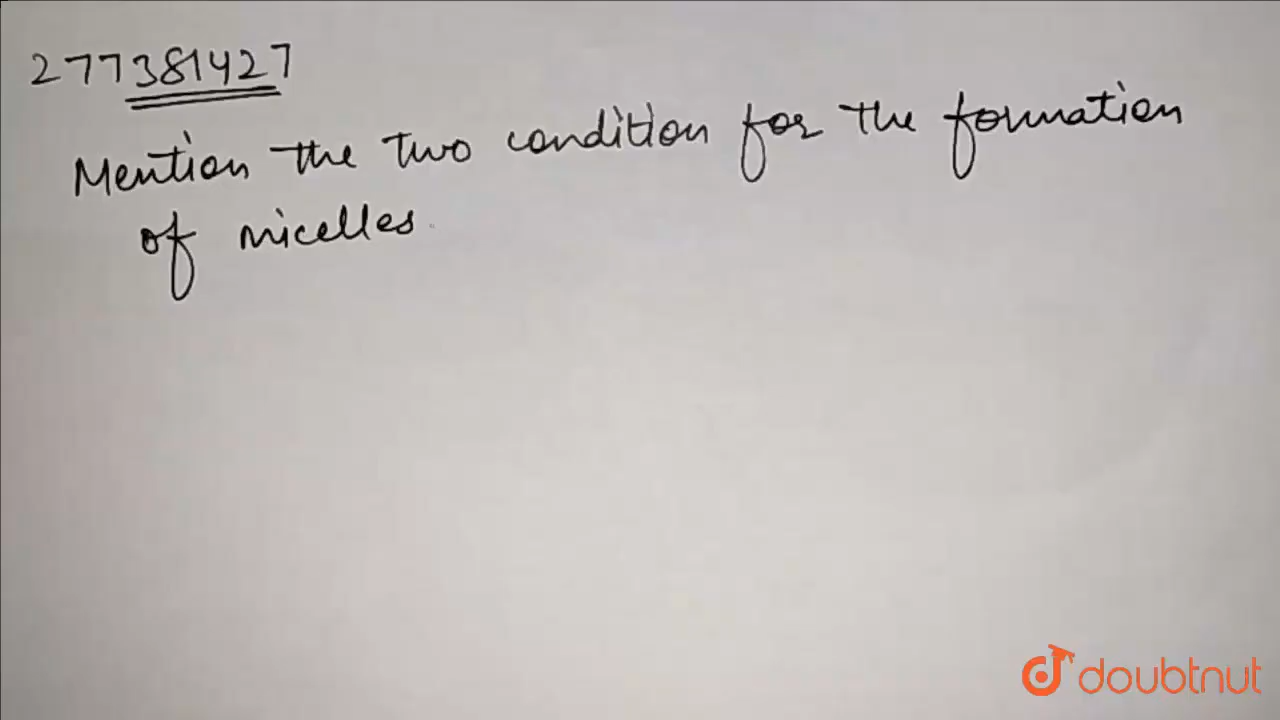 277381427
Mention the two condition for the formation
of micelles.
doubtnut